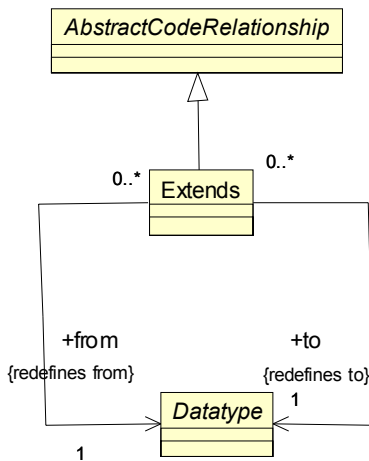 AbstractCodeRelationship
0..*
0..*
Extends
+from
+to
{redefines from}
{redefines to}
1
Datatype
1